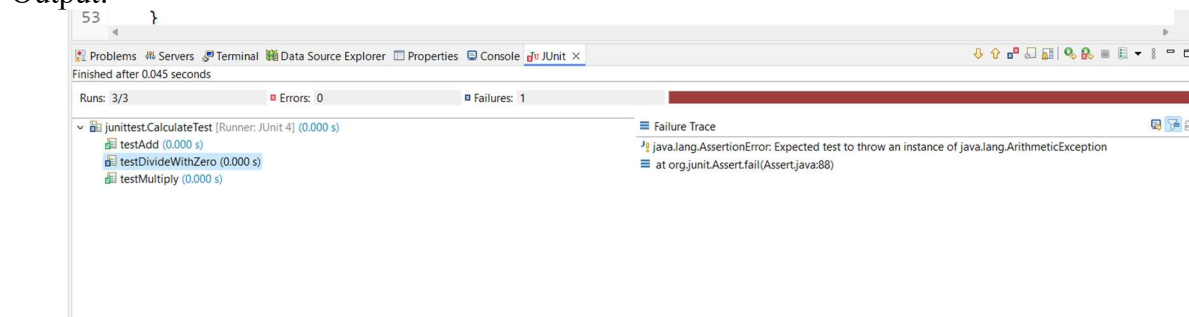 Output:
53 }
Problems Servers Terminal Data Source Explorer Properties Console JUnit ×
Finished after 0.045 seconds
Runs: 3/3 Errors: 0 Failures: 1
junittest.CalculateTest [Runner: JUnit 4] (0.000 s)
testAdd (0.000 s)
testDivideWithZero (0.000 s)
testMultiply (0.000 s)
Failure Trace
java.lang.AssertionError: Expected test to throw an instance of java.lang.ArithmeticException
at org.junit.Assert.fail(Assert.java:88)